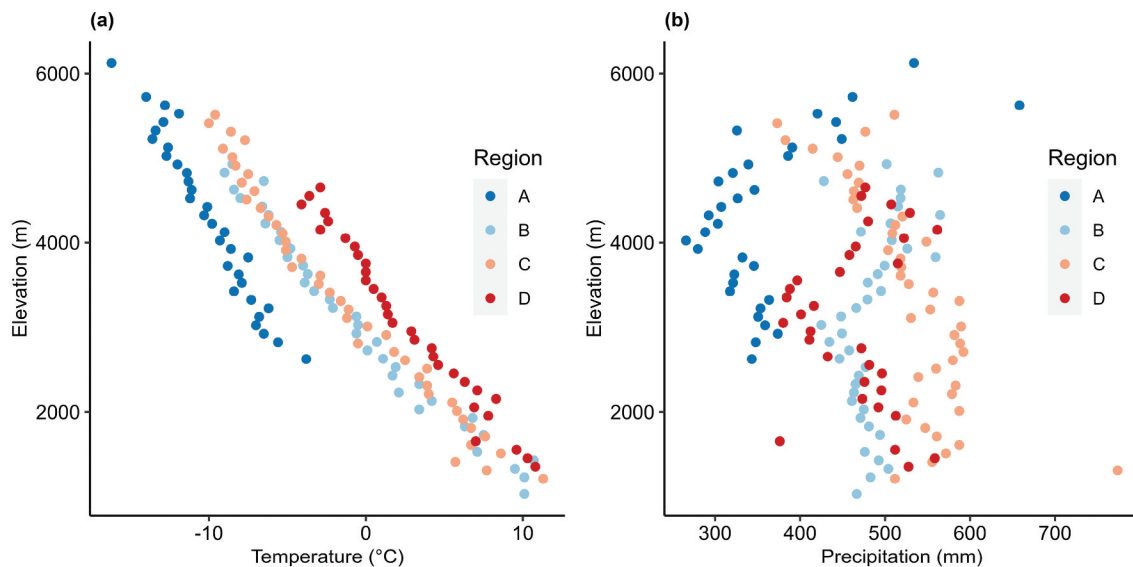 (a)
6000
4000
2000
Elevation (m)
-10
0
10
Temperature (°C)
Region
A
B
C
D
(b)
6000
4000
2000
Elevation (m)
300
400
500
600
700
Precipitation (mm)
Region
A
B
C
D